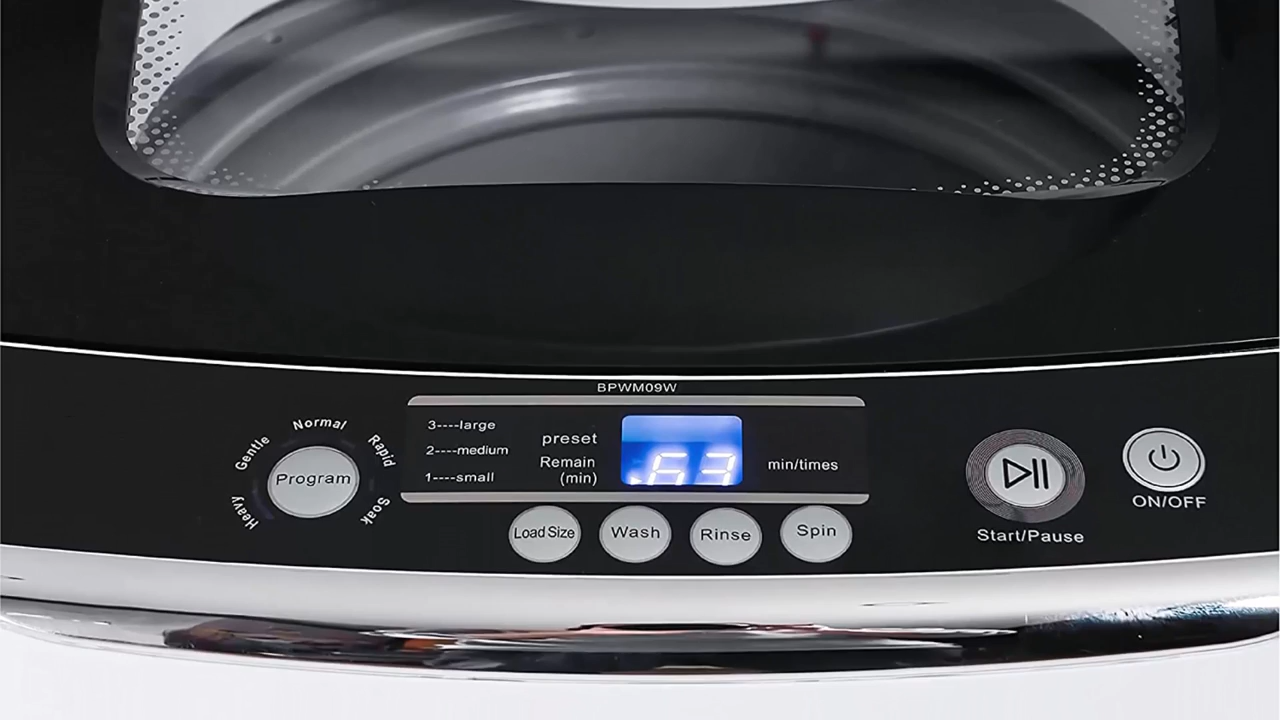 BPWM09W
3----large
2----medium
1----small
preset
Remain
(min)
min/times
Heavy
Gentle
Normal
Rapid
Soak
Program
Load Size
Wash
Rinse
Spin
Start/Pause
ON/OFF